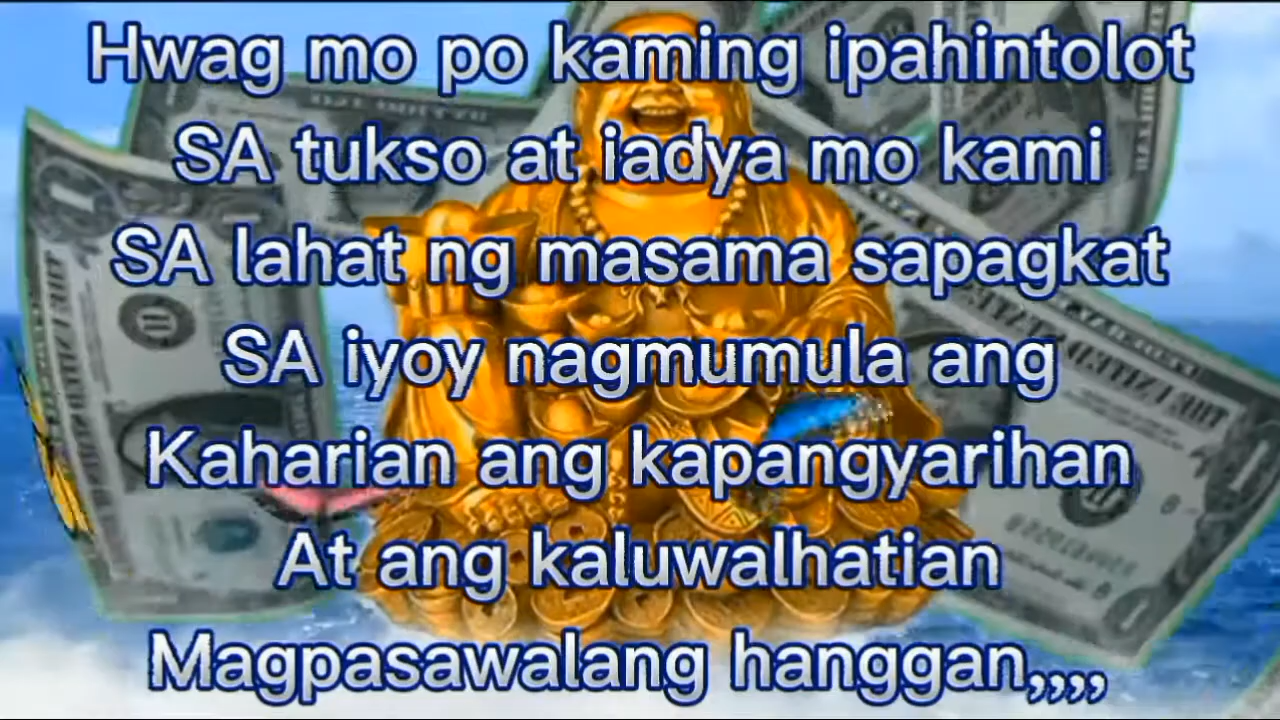 Hwag mo po kaming ipahintolot
SA tukso at iadya mo kami
SA lahat ng masama sapagkat
SA iyoy nagmumula ang
Kaharian ang kapangyarihan
At ang kaluwalhatian
Magpasawalang hanggan,,,,